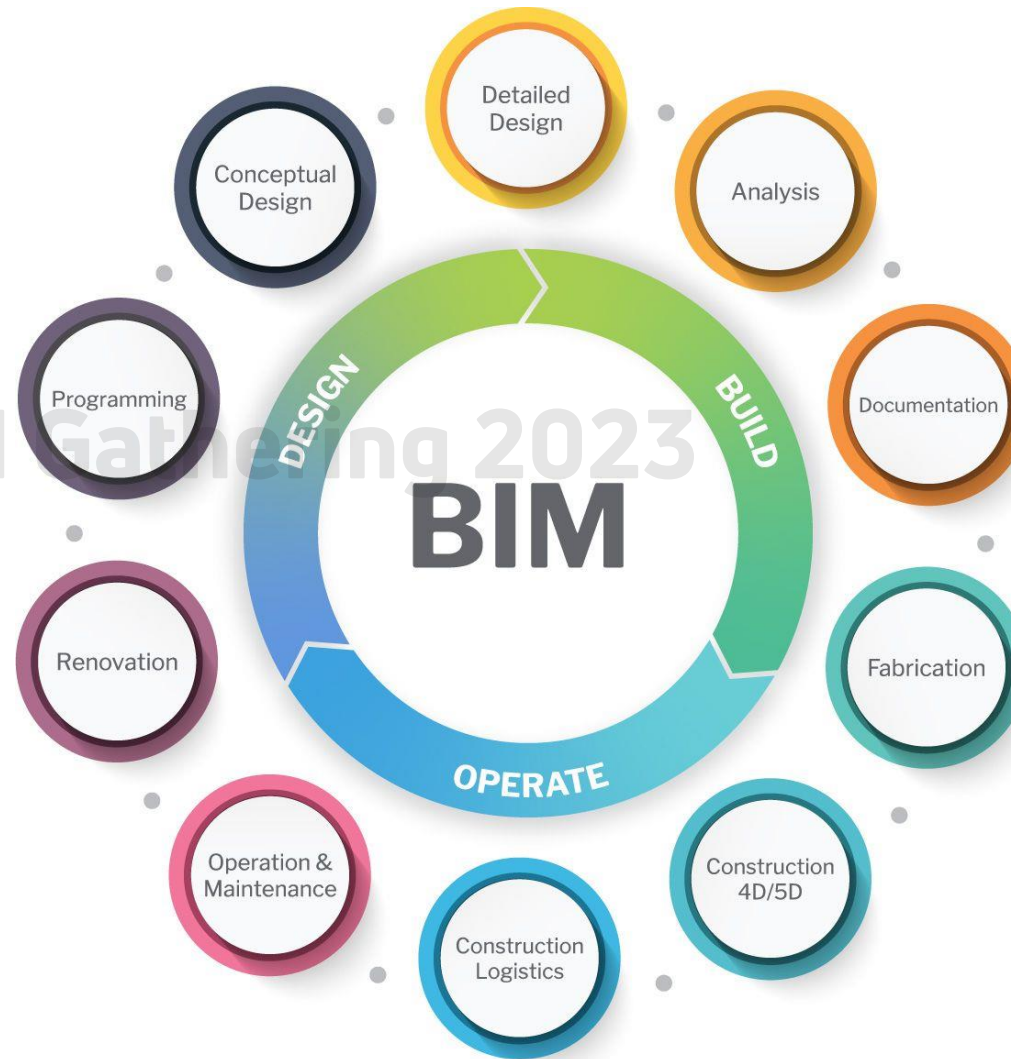 Detailed
Design
Analysis
Documentation
Fabrication
Construction
4D/5D
Construction
Logistics
Operation &
Maintenance
Renovation
Programming
Conceptual
Design
DESIGN
BUILD
OPERATE
BIM
Gathering 2023